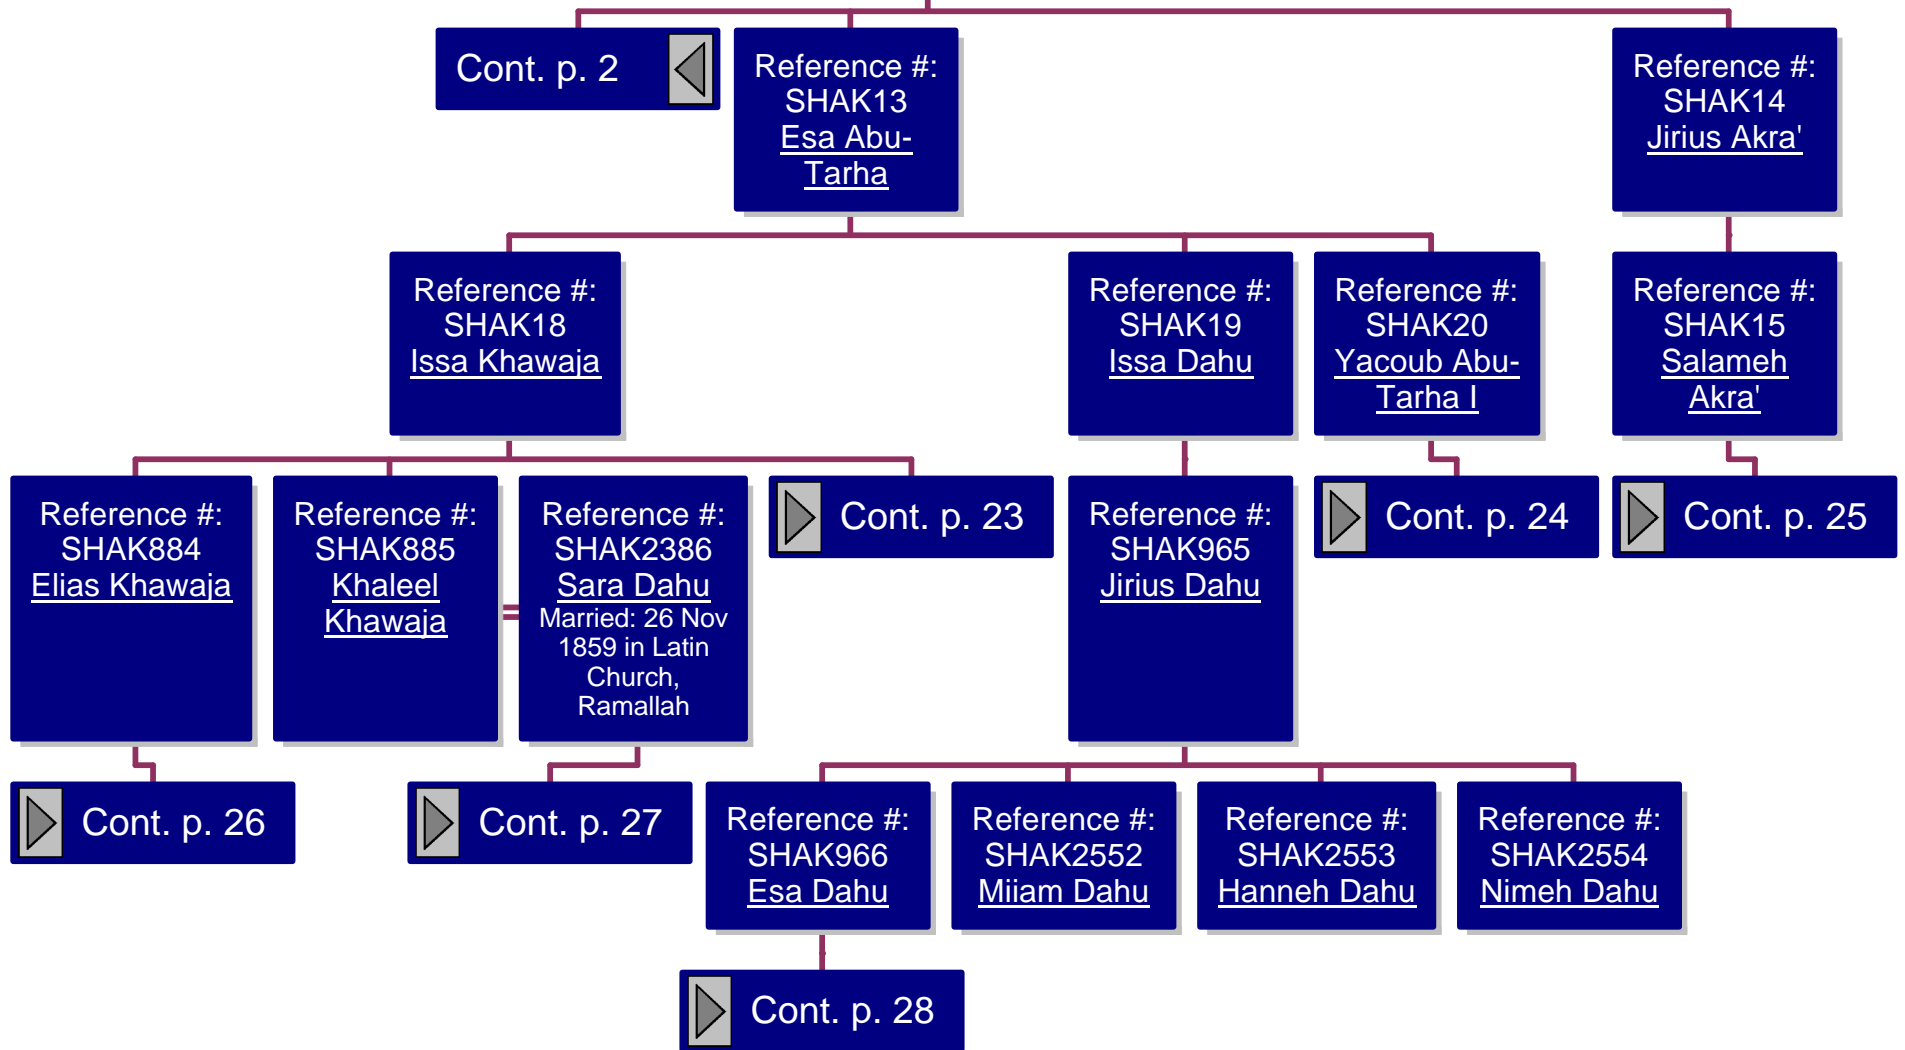 Cont. p. 2
Reference #:
SHAK13
Esa Abu-
Tarha
Reference #:
SHAK14
Jirius Akra'
Reference #:
SHAK18
Issa Khawaja
Reference #:
SHAK19
Issa Dahu
Reference #:
SHAK20
Yacoub Abu-
Tarha I
Reference #:
SHAK15
Salameh
Akra'
Reference #:
SHAK884
Elias Khawaja
Reference #:
SHAK885
Khaleel
Khawaja
Reference #:
SHAK2386
Sara Dahu
Married: 26 Nov
1859 in Latin
Church,
Ramallah
Cont. p. 23
Reference #:
SHAK965
Jirius Dahu
Cont. p. 24
Cont. p. 25
Cont. p. 26
Cont. p. 27
Reference #:
SHAK966
Esa Dahu
Reference #:
SHAK2552
Miiam Dahu
Reference #:
SHAK2553
Hanneh Dahu
Reference #:
SHAK2554
Nimeh Dahu
Cont. p. 28